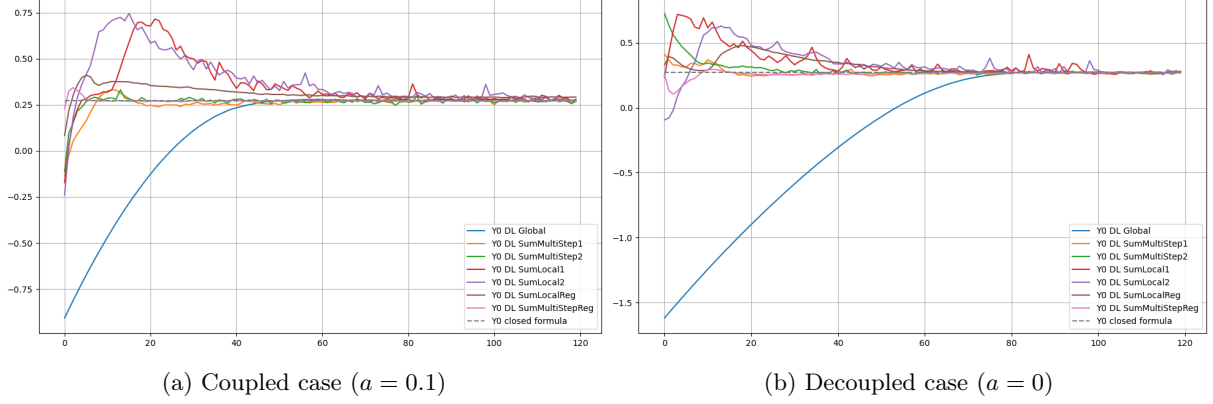 0.75
0.50
0.25
0.00
−0.25
−0.50
−0.75
0 20 40 60 80 100 120
Y0 DL Global
Y0 DL SumMultiStep1
Y0 DL SumMultiStep2
Y0 DL SumLocal1
Y0 DL SumLocal2
Y0 DL SumLocalReg
Y0 DL SumMultiStepReg
Y0 closed formula
(a) Coupled case (a = 0.1)
0.5
0.0
−0.5
−1.0
−1.5
0 20 40 60 80 100 120
Y0 DL Global
Y0 DL SumMultiStep1
Y0 DL SumMultiStep2
Y0 DL SumLocal1
Y0 DL SumLocal2
Y0 DL SumLocalReg
Y0 DL SumMultiStepReg
Y0 closed formula
(b) Decoupled case (a = 0)